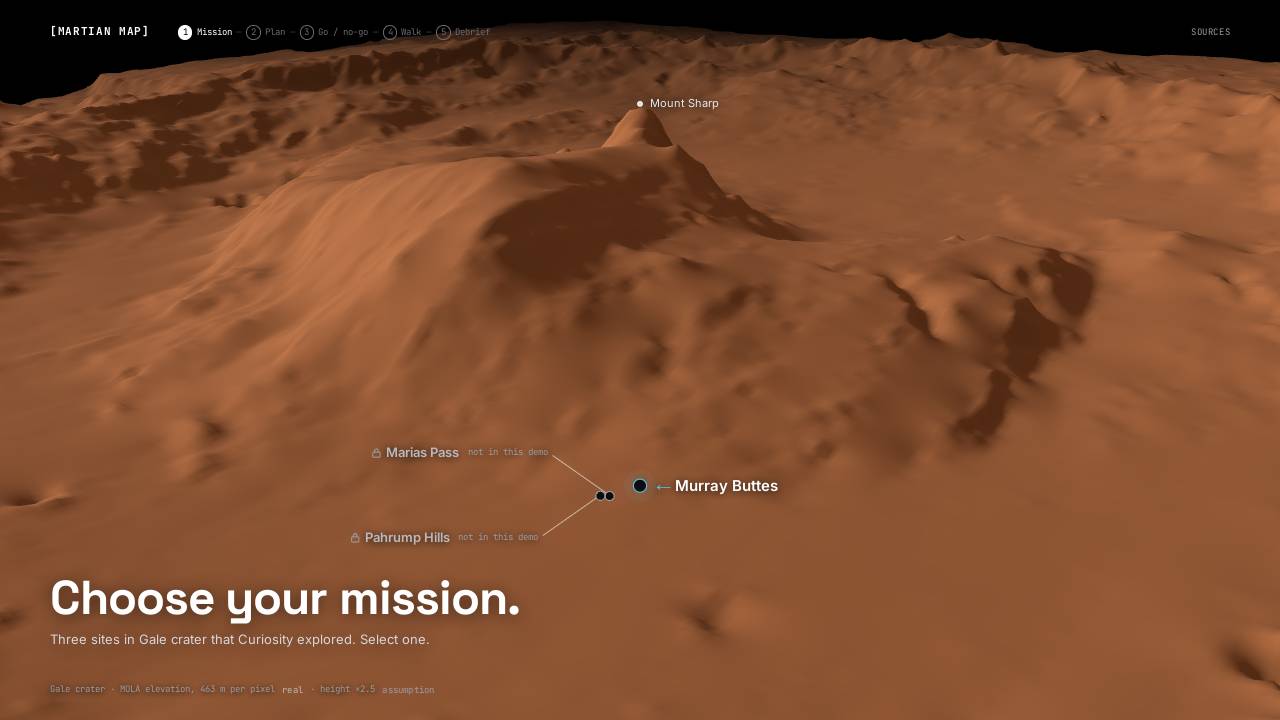 [MARTIAN MAP] 1 Mission — 2 Plan — 3 Go / no-go — 4 Walk — 5 Debrief SOURCES
Mount Sharp
Marias Pass not in this demo
← Murray Buttes
Pahrump Hills not in this demo
Choose your mission.
Three sites in Gale crater that Curiosity explored. Select one.
Gale crater · MOLA elevation, 463 m per pixel real · height ×2.5 assumption